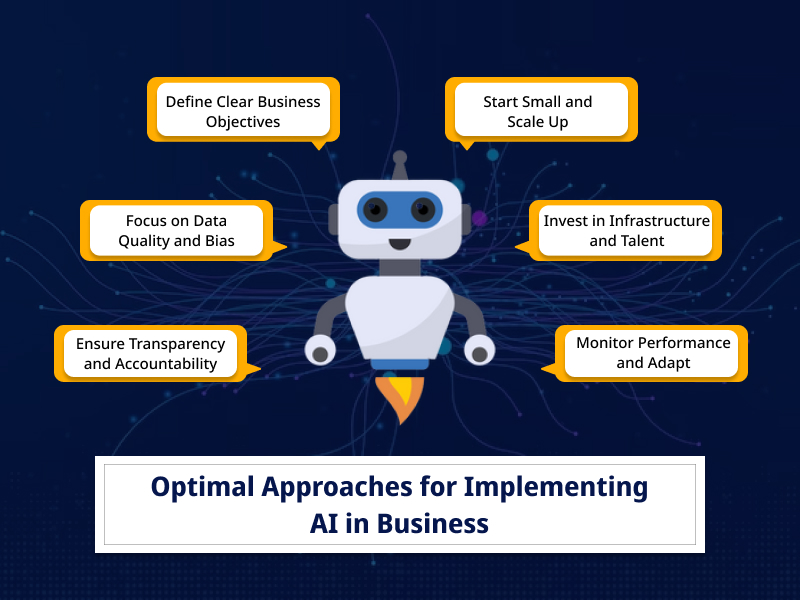 Define Clear Business
Objectives
Start Small and
Scale Up
Focus on Data
Quality and Bias
Invest in Infrastructure
and Talent
Ensure Transparency
and Accountability
Monitor Performance
and Adapt
Optimal Approaches for Implementing
AI in Business